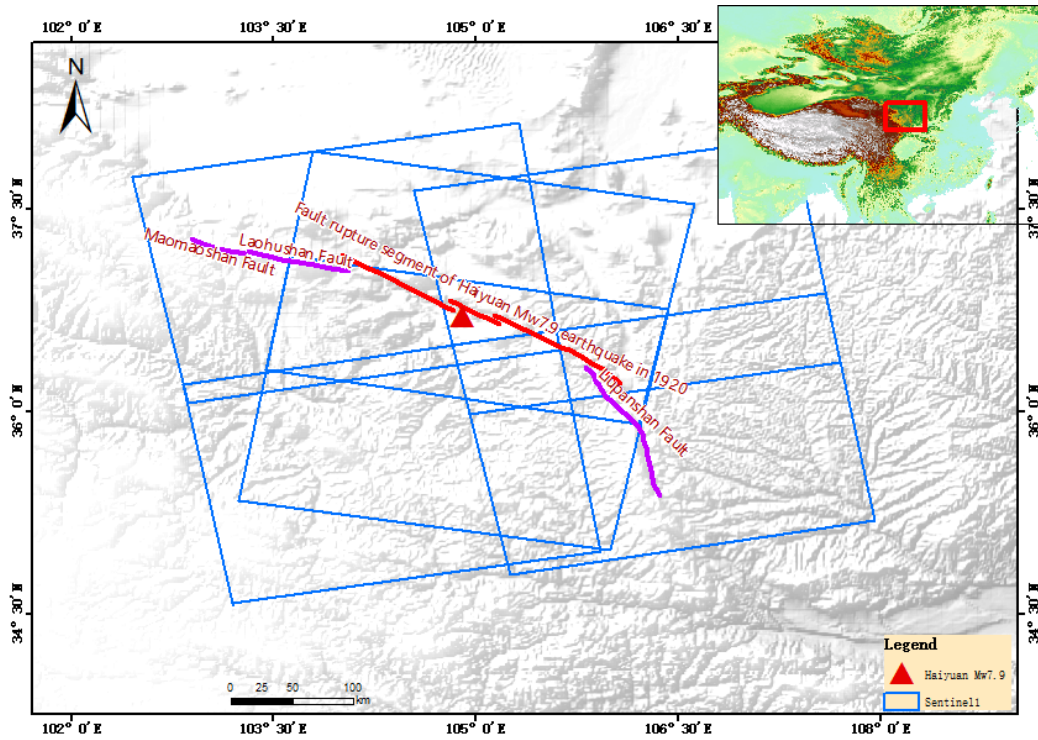 102°0′E
103°30′E
105°0′E
106°30′E
N
37°30′N
37°30′N
Fault rupture segment of Haiyuan Mw7.9 earthquake in 1920
Laohushan Fault
Maomaoshan Fault
Liupanshan Fault
36°0′N
36°0′N
34°30′N
34°30′N
Legend
Haiyuan Mw7.9
Sentinel1
0 25 50 100
km
102°0′E
103°30′E
105°0′E
106°30′E
108°0′E